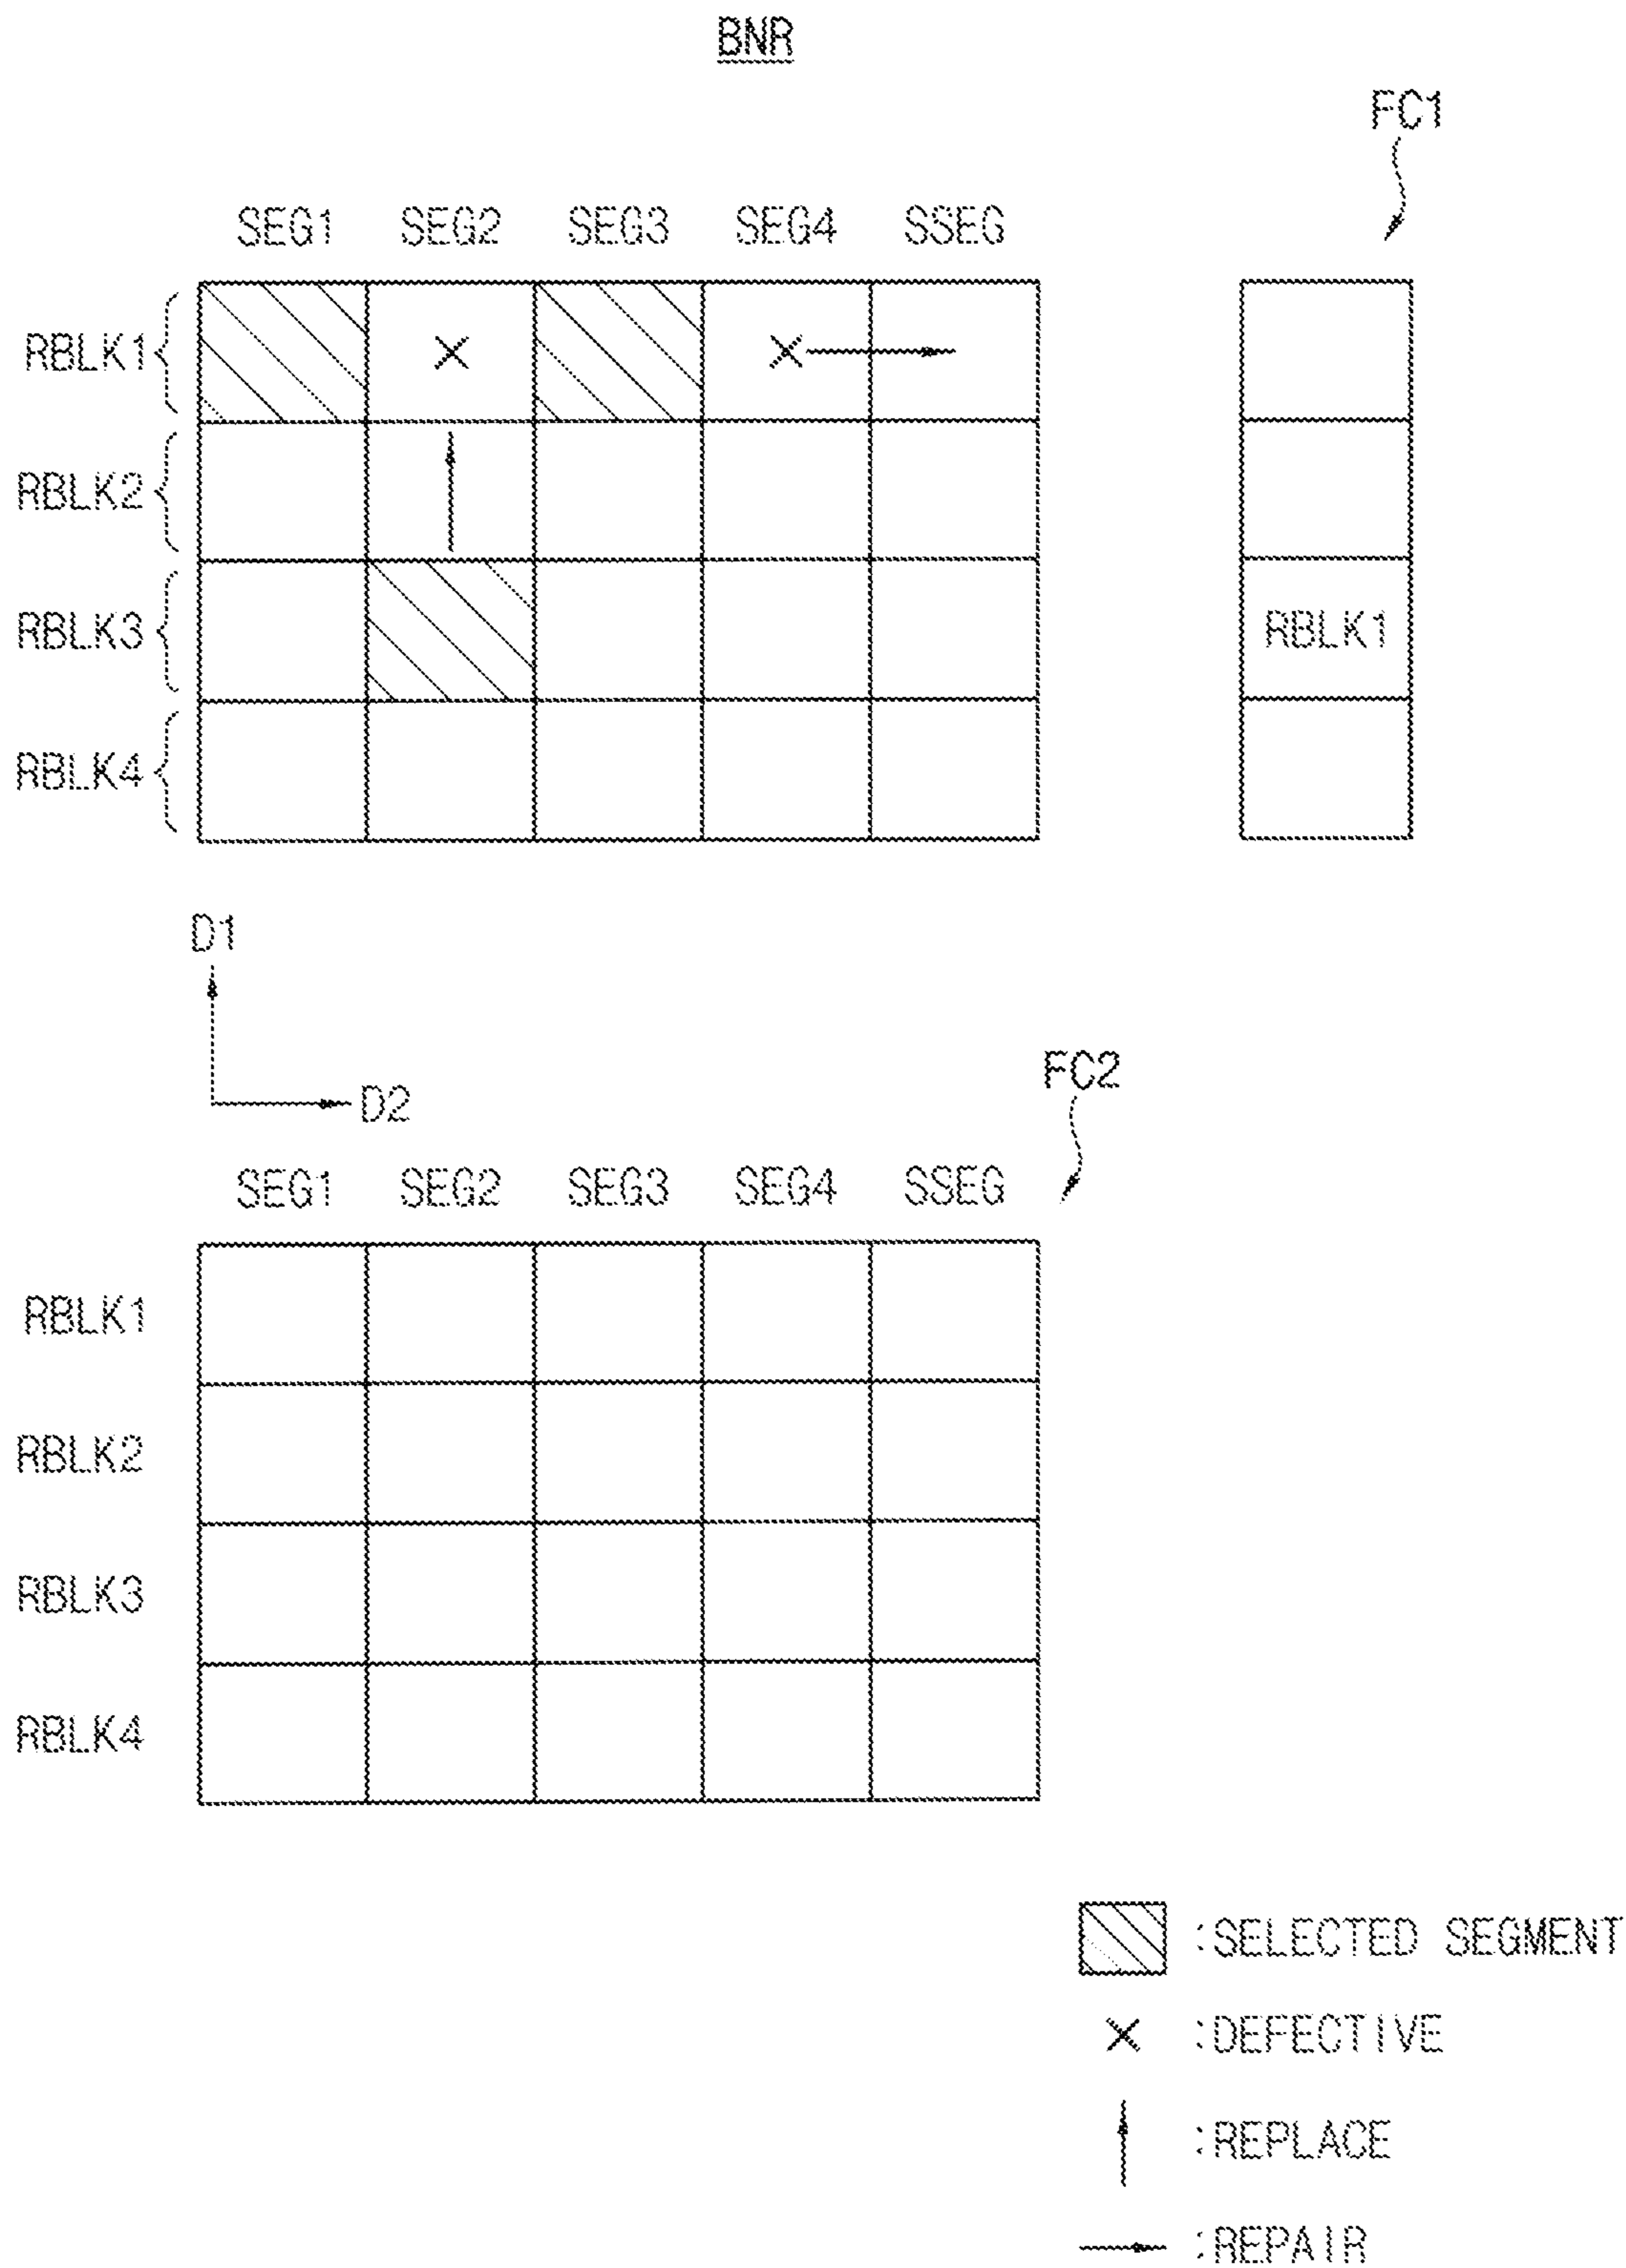 BNR
FC1
SEG1 SEG2 SEG3 SEG4 SSEG
RBLK1
RBLK2
RBLK3 RBLK1
RBLK4
D1
D2
FC2
SEG1 SEG2 SEG3 SEG4 SSEG
RBLK1
RBLK2
RBLK3
RBLK4
:SELECTED SEGMENT
:DEFECTIVE
:REPLACE
:REPAIR